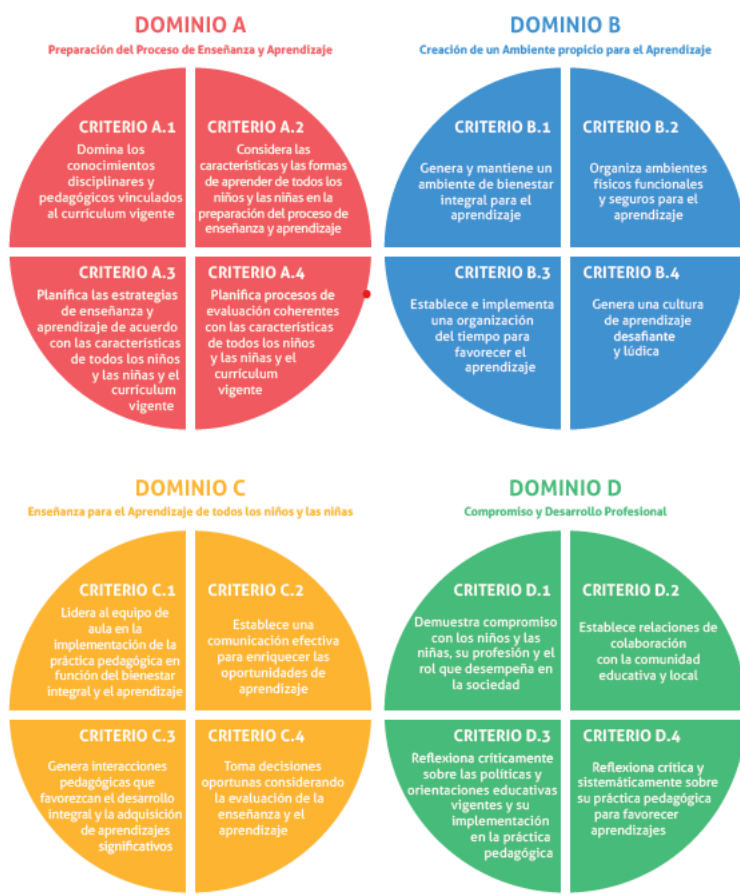 DOMINIO A
Preparación del Proceso de Enseñanza y Aprendizaje
CRITERIO A.1
Domina los
conocimientos
disciplinares y
pedagógicos vinculados
al currículum vigente
CRITERIO A.2
Considera las
características y las formas
de aprender de todos los
niños y las niñas en la
preparación del proceso de
enseñanza y aprendizaje
CRITERIO A.3
Planifica las estrategias
de enseñanza
y aprendizaje de acuerdo
con las características
de todos los niños
y las niñas y el
currículum
vigente
CRITERIO A.4
Planifica procesos de
evaluación coherentes
con las características
de todos los niños
y las niñas y el
currículum
vigente
DOMINIO B
Creación de un Ambiente propicio para el Aprendizaje
CRITERIO B.1
Genera y mantiene un
ambiente de bienestar
integral para el
aprendizaje
CRITERIO B.2
Organiza ambientes
físicos funcionales
y seguros para el
aprendizaje
CRITERIO B.3
Establece e implementa
una organización
del tiempo para
favorecer el
aprendizaje
CRITERIO B.4
Genera una cultura
de aprendizaje
desafiante
y lúdica
DOMINIO C
Enseñanza para el Aprendizaje de todos los niños y las niñas
CRITERIO C.1
Lidera al equipo de
aula en la
implementación de la
práctica pedagógica en
función del bienestar
integral y el aprendizaje
CRITERIO C.2
Establece una
comunicación efectiva
para enriquecer las
oportunidades de
aprendizaje
CRITERIO C.3
Genera interacciones
pedagógicas que
favorezcan el desarrollo
integral y la adquisición
de aprendizajes
significativos
CRITERIO C.4
Toma decisiones
oportunas considerando
la evaluación de la
enseñanza y el
aprendizaje
DOMINIO D
Compromiso y Desarrollo Profesional
CRITERIO D.1
Demuestra compromiso
con los niños y las
niñas, su profesión y el
rol que desempeña en
la sociedad
CRITERIO D.2
Establece relaciones de
colaboración
con la comunidad
educativa y local
CRITERIO D.3
Reflexiona críticamente
sobre las políticas y
orientaciones educativas
vigentes y su
implementación
en la práctica
pedagógica
CRITERIO D.4
Reflexiona crítica y
sistemáticamente sobre
su práctica pedagógica
para favorecer
aprendizajes